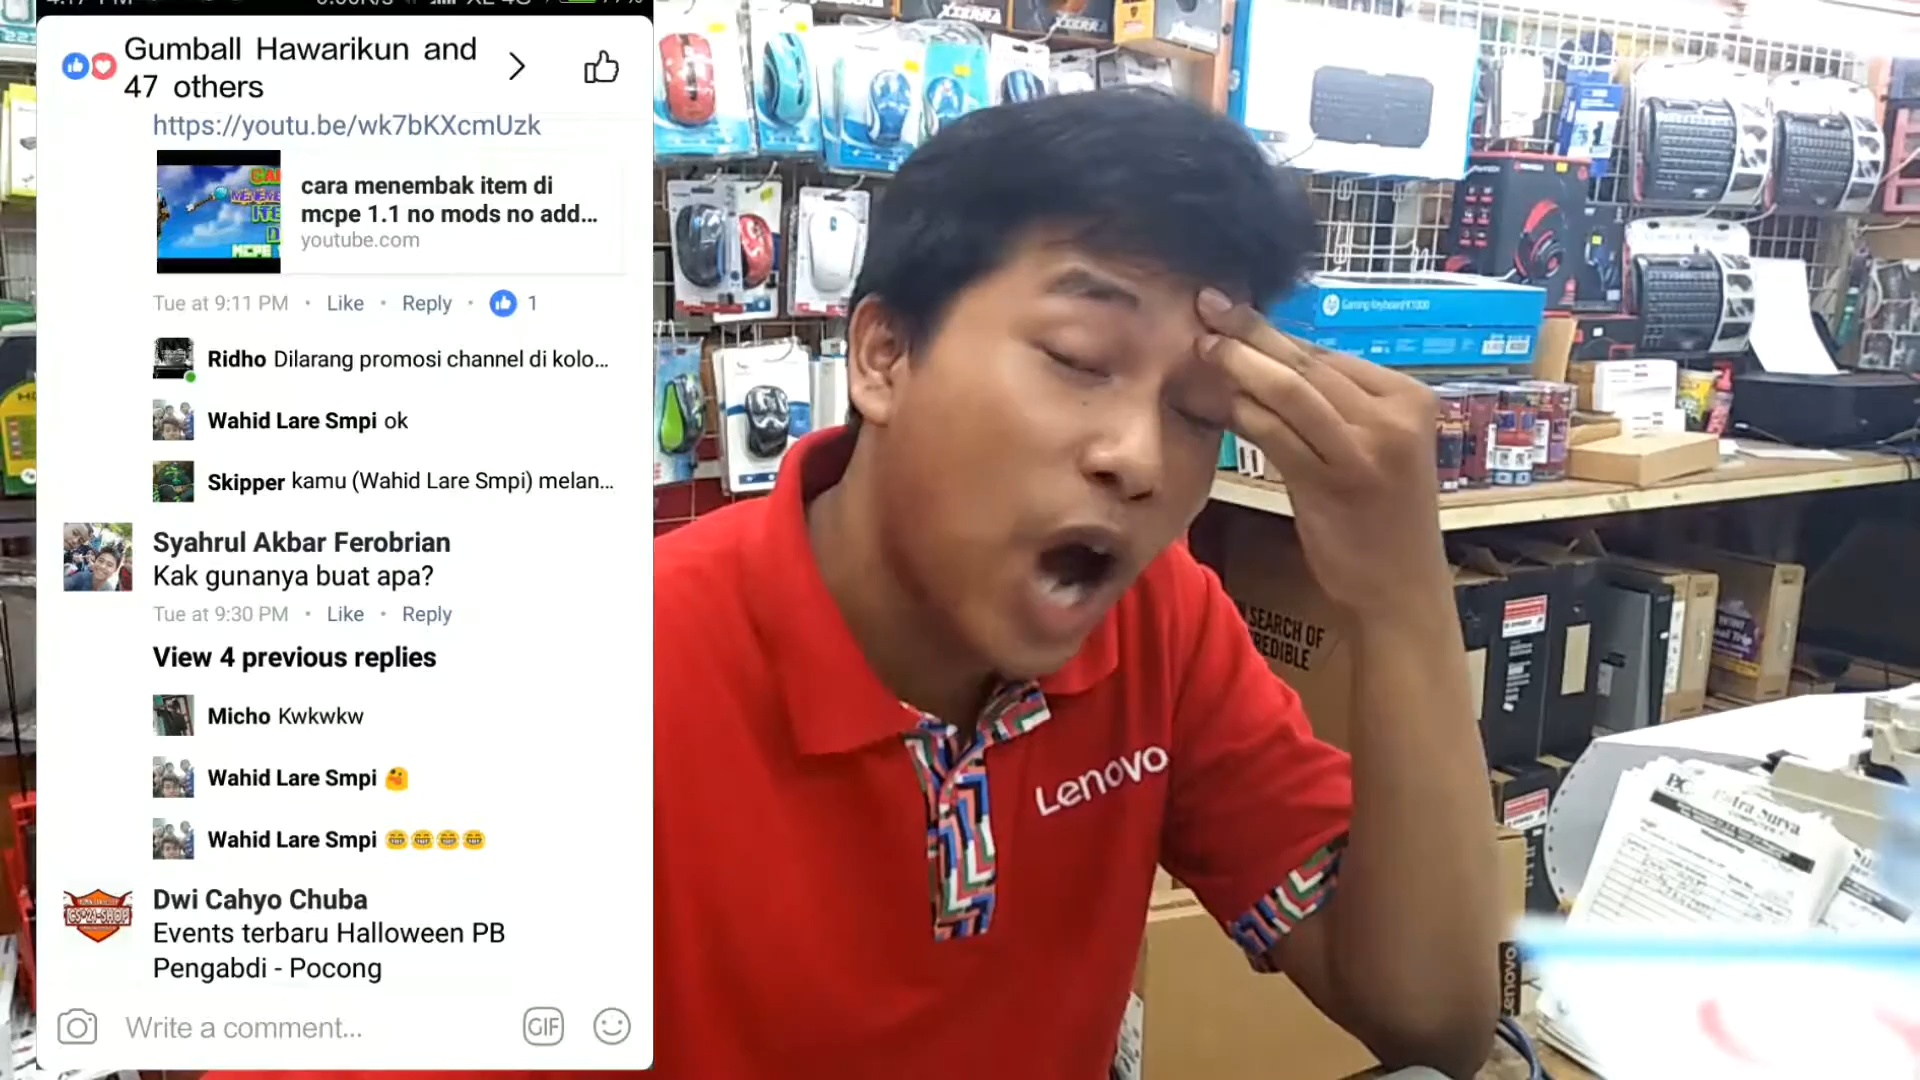 Gumball Hawarikun and
47 others
https://youtu.be/wk7bKXcmUzk
cara menembak item di
mcpe 1.1 no mods no add...
youtube.com
Tue at 9:11 PM · Like · Reply · 1
Ridho Dilarang promosi channel di kolo...
Wahid Lare Smpi ok
Skipper kamu (Wahid Lare Smpi) melan...
Syahrul Akbar Ferobrian
Kak gunanya buat apa?
Tue at 9:30 PM · Like · Reply
View 4 previous replies
Micho Kwkwkw
Wahid Lare Smpi 😗
Wahid Lare Smpi 😂😂😂😂
Dwi Cahyo Chuba
Events terbaru Halloween PB
Pengabdi - Pocong
Write a comment...
GIF
Gaming Keyboard K1000
SEARCH OF
Lenovo
Lenovo